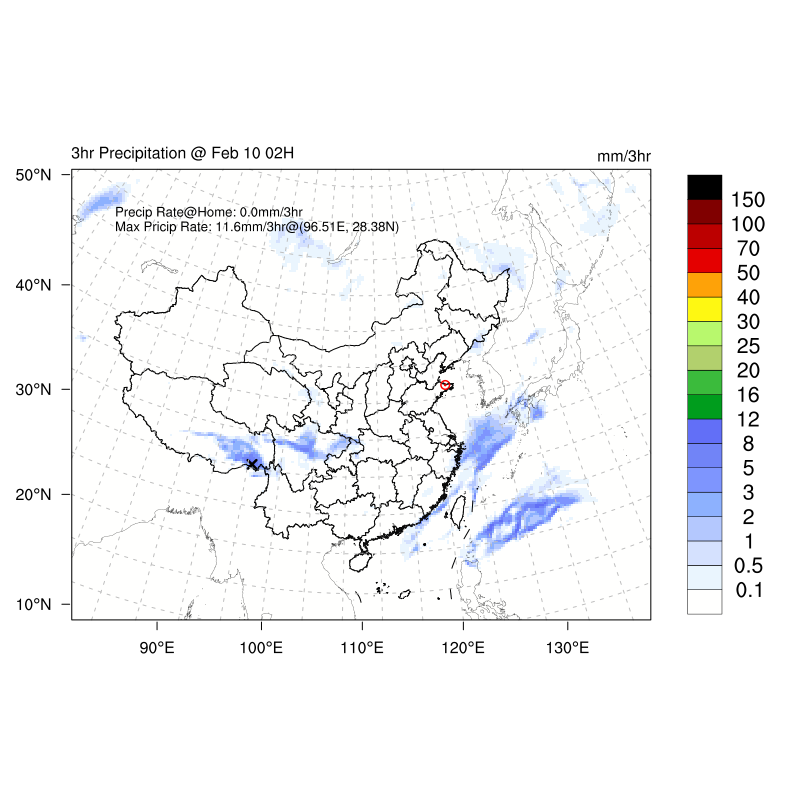 3hr Precipitation @ Feb 10 02H
mm/3hr
Precip Rate@Home: 0.0mm/3hr
Max Pricip Rate: 11.6mm/3hr@(96.51E, 28.38N)
50°N
40°N
30°N
20°N
10°N
90°E
100°E
110°E
120°E
130°E
150
100
70
50
40
30
25
20
16
12
8
5
3
2
1
0.5
0.1